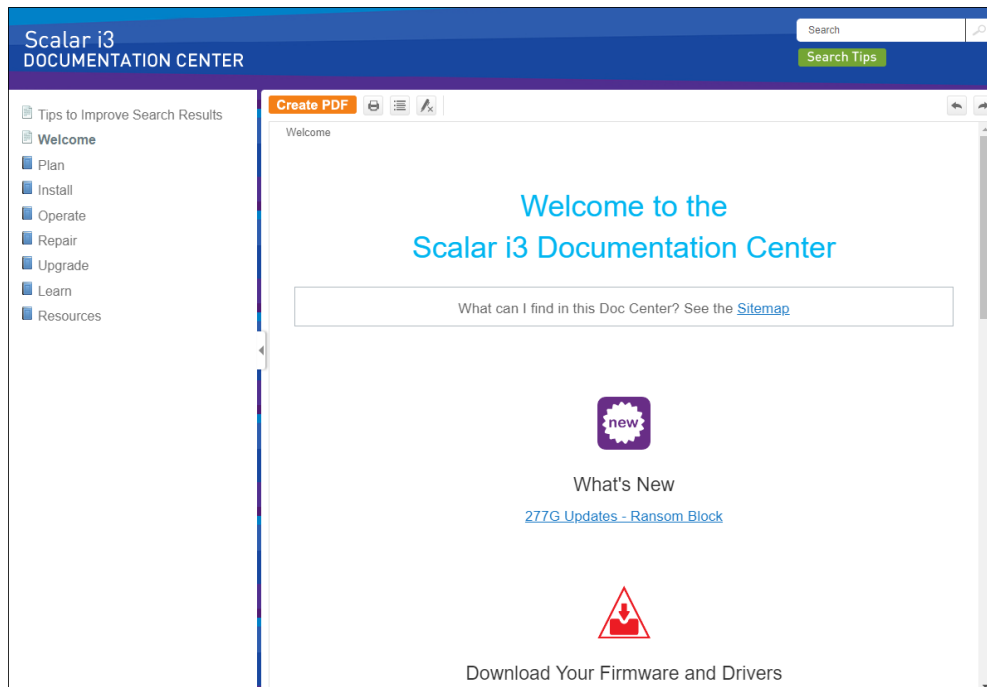 Scalar i3
DOCUMENTATION CENTER
Search
Search Tips
Tips to Improve Search Results
Welcome
Plan
Install
Operate
Repair
Upgrade
Learn
Resources
Create PDF
Welcome
Welcome to the
Scalar i3 Documentation Center
What can I find in this Doc Center? See the Sitemap
new
What's New
277G Updates - Ransom Block
Download Your Firmware and Drivers